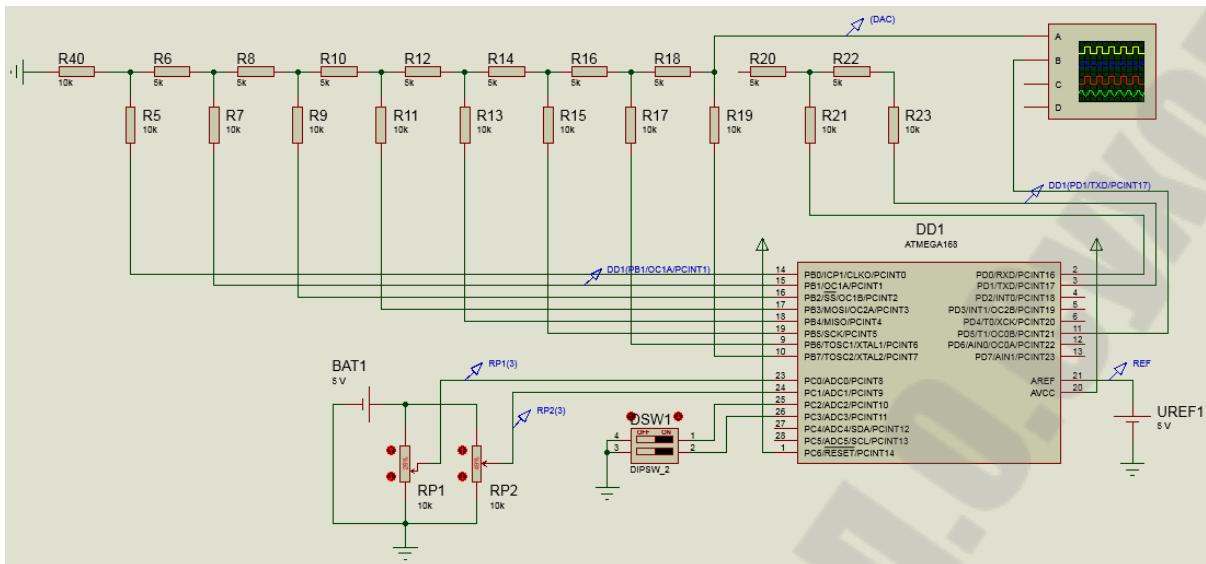 (DAC)
R40 R6 R8 R10 R12 R14 R16 R18 R20 R22
10k 5k 5k 5k 5k 5k 5k 5k 5k 5k
A
B
C
D
R5 R7 R9 R11 R13 R15 R17 R19 R21 R23
10k 10k 10k 10k 10k 10k 10k 10k 10k 10k
DD1(PD1/TXD/PCINT17)
DD1
ATMEGA168
DD1(PB1/OC1A/PCINT1)
14 PB0/ICP1/CLKO/PCINT0 PD0/RXD/PCINT16 2
15 PB1/OC1A/PCINT1 PD1/TXD/PCINT17 3
16 PB2/SS/OC1B/PCINT2 PD2/INT0/PCINT18 4
17 PB3/MOSI/OC2A/PCINT3 PD3/INT1/OC2B/PCINT19 5
18 PB4/MISO/PCINT4 PD4/T0/XCK/PCINT20 6
19 PB5/SCK/PCINT5 PD5/T1/OC0B/PCINT21 11
9 PB6/TOSC1/XTAL1/PCINT6 PD6/AIN0/OC0A/PCINT22 12
10 PB7/TOSC2/XTAL2/PCINT7 PD7/AIN1/PCINT23 13
23 PC0/ADC0/PCINT8 AREF 21
24 PC1/ADC1/PCINT9 AVCC 20
25 PC2/ADC2/PCINT10
26 PC3/ADC3/PCINT11
27 PC4/ADC4/SDA/PCINT12
28 PC5/ADC5/SCL/PCINT13
1 PC6/RESET/PCINT14
REF
UREF1
5 V
BAT1
5 V
RP1(3)
RP2(3)
DSW1
OFF ON
4 1
3 2
DIPSW_2
RP1
10k
RP2
10k